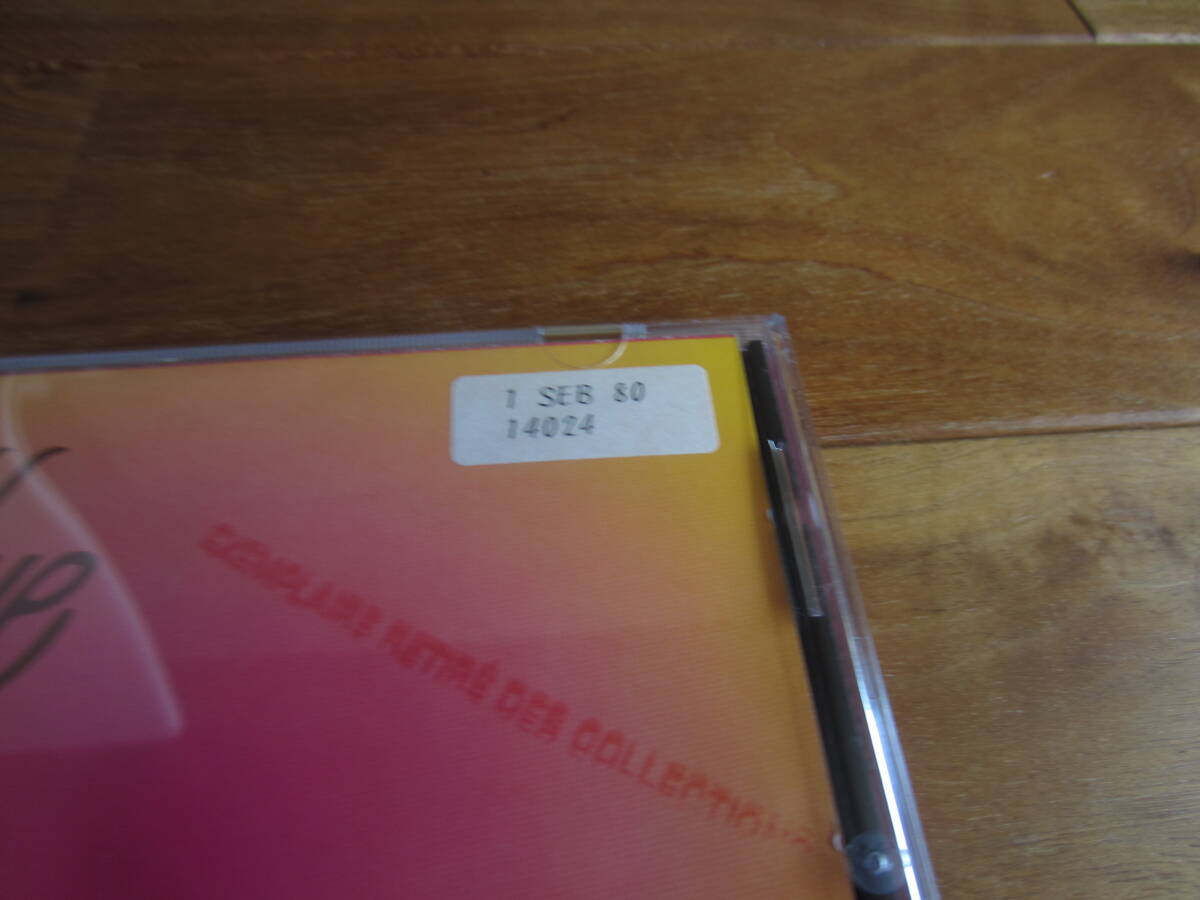 1 SEB 80
14024
EXEMPLAIRE RETIRÉ DES COLLECTIONS